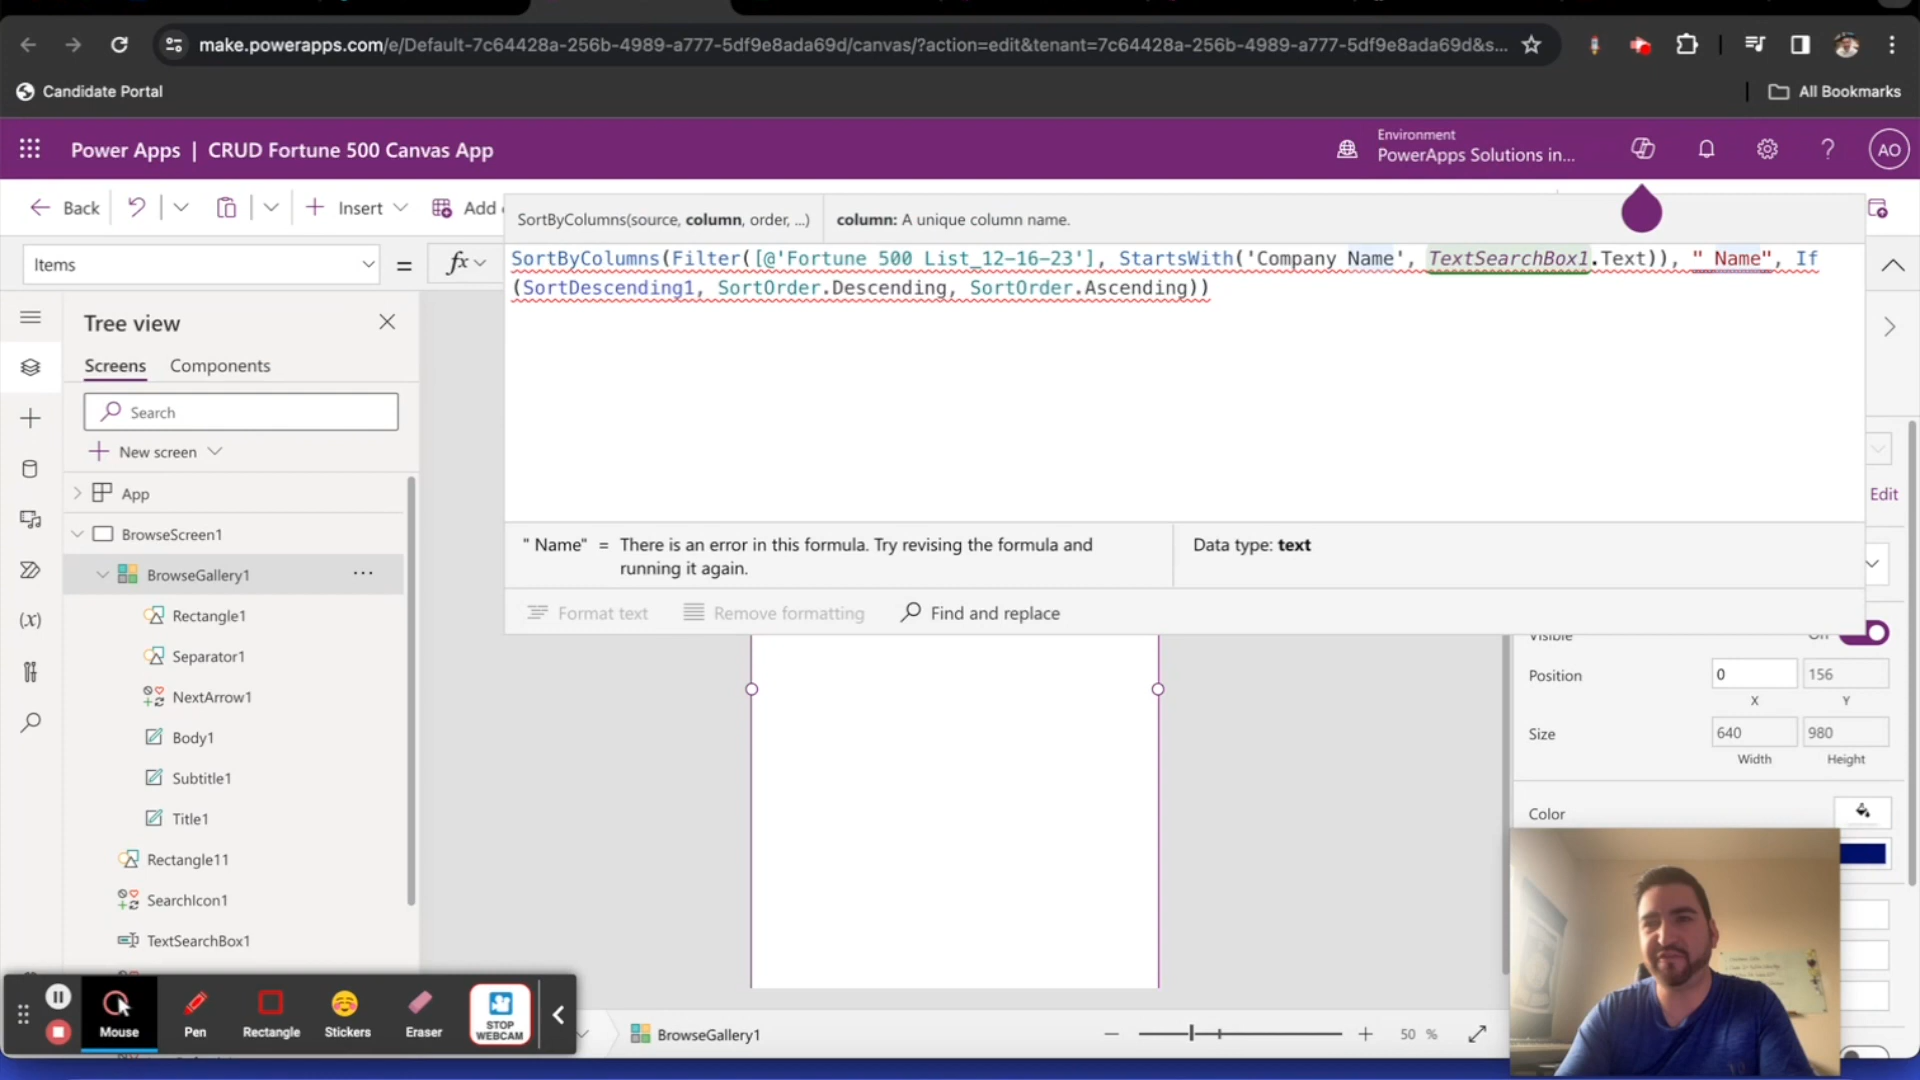 make.powerapps.com/e/Default-7c64428a-256b-4989-a777-5df9e8ada69d/canvas/?action=edit&tenant=7c64428a-256b-4989-a777-5df9e8ada69d&s...
Candidate Portal
All Bookmarks
Power Apps | CRUD Fortune 500 Canvas App
Environment
PowerApps Solutions in...
AO
Back
Insert
Add
SortByColumns(source, column, order, ...)
column: A unique column name.
Items
=
fx
SortByColumns(Filter([@'Fortune 500 List_12-16-23'], StartsWith('Company Name', TextSearchBox1.Text)), " Name", If
(SortDescending1, SortOrder.Descending, SortOrder.Ascending))
Tree view
Screens
Components
Search
New screen
App
BrowseScreen1
BrowseGallery1
Rectangle1
Separator1
NextArrow1
Body1
Subtitle1
Title1
Rectangle11
SearchIcon1
TextSearchBox1
" Name" = There is an error in this formula. Try revising the formula and
running it again.
Data type: text
Format text
Remove formatting
Find and replace
Edit
Visible
On
Position
0
156
X
Y
Size
640
980
Width
Height
Color
Mouse
Pen
Rectangle
Stickers
Eraser
STOP
WEBCAM
BrowseGallery1
50 %